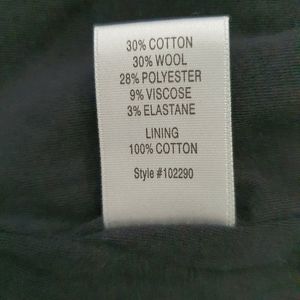 30% COTTON
30% WOOL
28% POLYESTER
9% VISCOSE
3% ELASTANE
LINING
100% COTTON
Style #102290